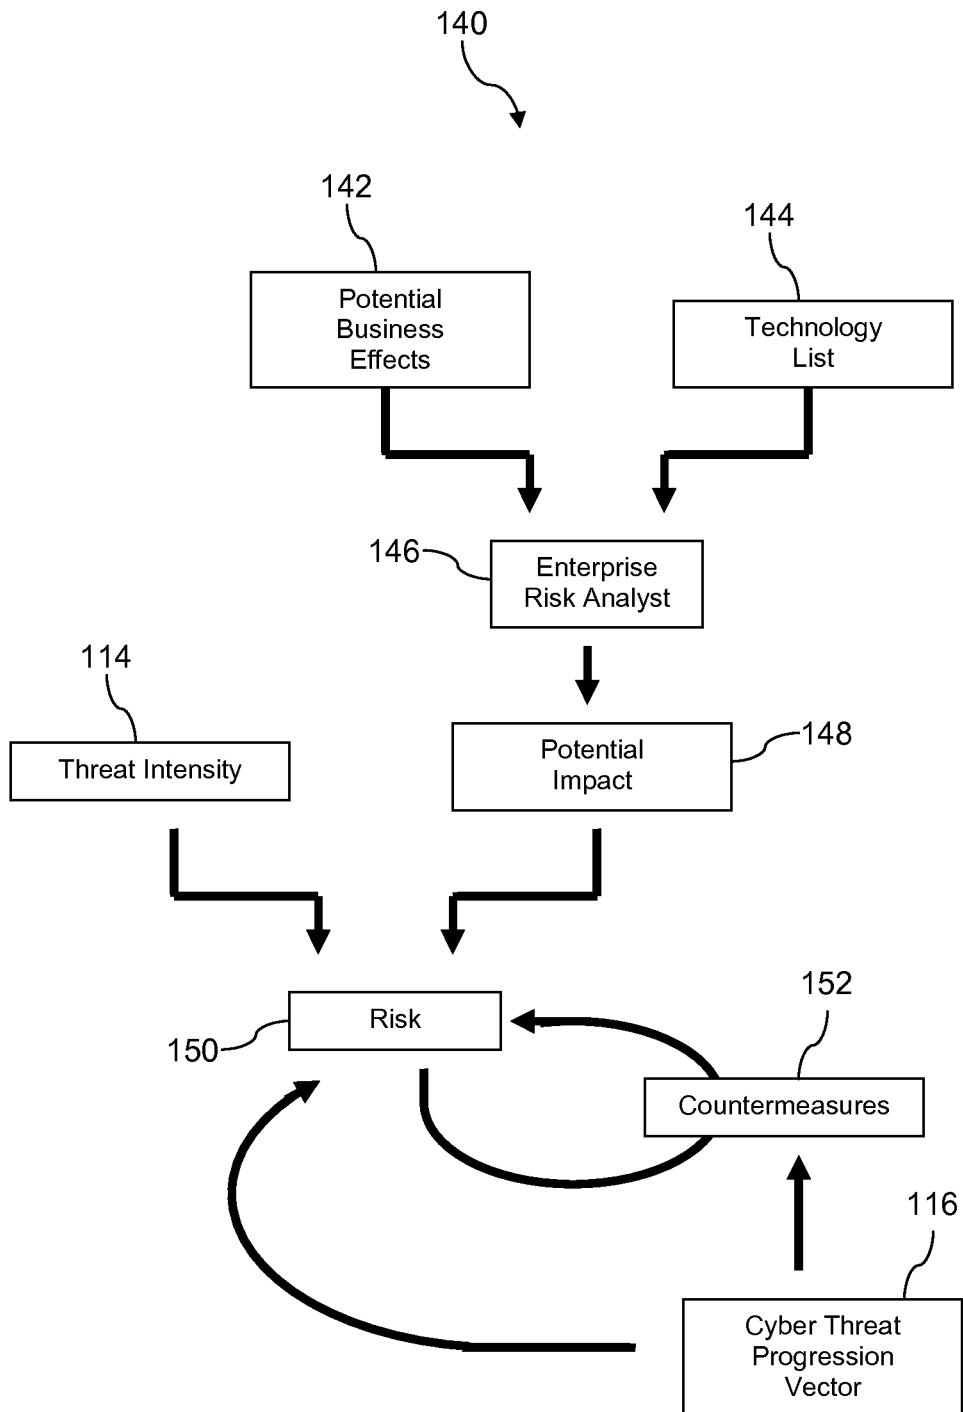 140
142
144
Potential
Business
Effects
Technology
List
146
Enterprise
Risk Analyst
114
Threat Intensity
148
Potential
Impact
150
Risk
152
Countermeasures
116
Cyber Threat
Progression
Vector